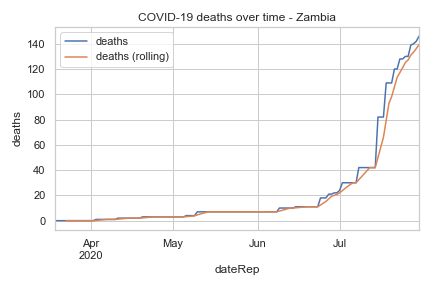 COVID-19 deaths over time - Zambia
deaths
deaths (rolling)
deaths
140
120
100
80
60
40
20
0
Apr
2020
May
Jun
Jul
dateRep